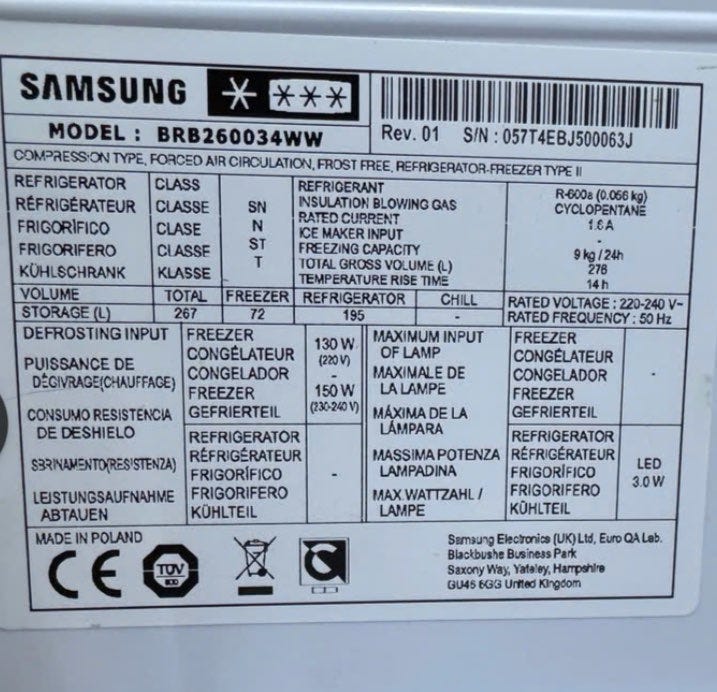 SAMSUNG
MODEL : BRB260034WW
Rev. 01 S/N : 057T4EBJ500063J
COMPRESSION TYPE, FORCED AIR CIRCULATION, FROST FREE, REFRIGERATOR-FREEZER TYPE II
REFRIGERATOR CLASS
RÉFRIGÉRATEUR CLASSE SN
FRIGORÍFICO CLASE N
FRIGORIFERO CLASSE ST
KÜHLSCHRANK KLASSE T
REFRIGERANT R-600a (0.056 kg)
INSULATION BLOWING GAS CYCLOPENTANE
RATED CURRENT 1.6 A
ICE MAKER INPUT -
FREEZING CAPACITY 9 kg / 24h
TOTAL GROSS VOLUME (L) 276
TEMPERATURE RISE TIME 14 h
VOLUME TOTAL FREEZER REFRIGERATOR CHILL
STORAGE (L) 267 72 195 -
RATED VOLTAGE : 220-240 V~
RATED FREQUENCY : 50 Hz
DEFROSTING INPUT
PUISSANCE DE
DÉGIVRAGE(CHAUFFAGE)
CONSUMO RESISTENCIA
DE DESHIELO
SBRINAMENTO(RESISTENZA)
LEISTUNGSAUFNAHME
ABTAUEN
FREEZER
CONGÉLATEUR
CONGELADOR
FREEZER
GEFRIERTEIL
130 W
(220 V)
-
150 W
(230-240 V)
REFRIGERATOR
RÉFRIGÉRATEUR
FRIGORÍFICO
FRIGORIFERO
KÜHLTEIL
-
MAXIMUM INPUT
OF LAMP
MAXIMALE DE
LA LAMPE
MÁXIMA DE LA
LÁMPARA
MASSIMA POTENZA
LAMPADINA
MAX.WATTZAHL /
LAMPE
FREEZER
CONGÉLATEUR
CONGELADOR
FREEZER
GEFRIERTEIL
-
REFRIGERATOR
RÉFRIGÉRATEUR
FRIGORÍFICO
FRIGORIFERO
KÜHLTEIL
LED
3.0 W
MADE IN POLAND
CE
TÜV
Samsung Electronics (UK) Ltd, Euro QA Lab.
Blackbushe Business Park
Saxony Way, Yateley, Hampshire
GU46 6GG United Kingdom